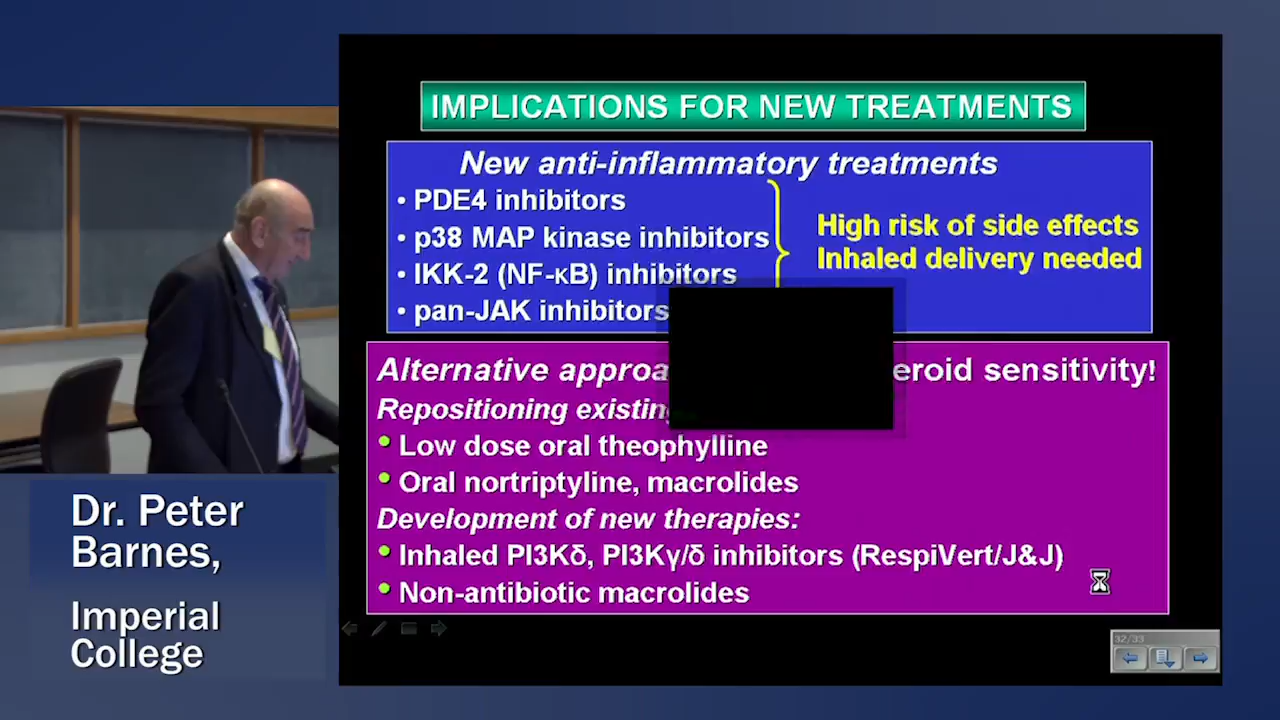 IMPLICATIONS FOR NEW TREATMENTS
New anti-inflammatory treatments
• PDE4 inhibitors
• p38 MAP kinase inhibitors
• IKK-2 (NF-κB) inhibitors
• pan-JAK inhibitors
High risk of side effects
Inhaled delivery needed
Alternative eroid sensitivity!
Repositioning
• Low dose oral theophylline
• Oral nortriptyline, macrolides
Development of new therapies:
• Inhaled PI3Kδ, PI3Kγ/δ inhibitors (RespiVert/J&J)
• Non-antibiotic macrolides
32/33
Dr. Peter
Barnes,
Imperial
College